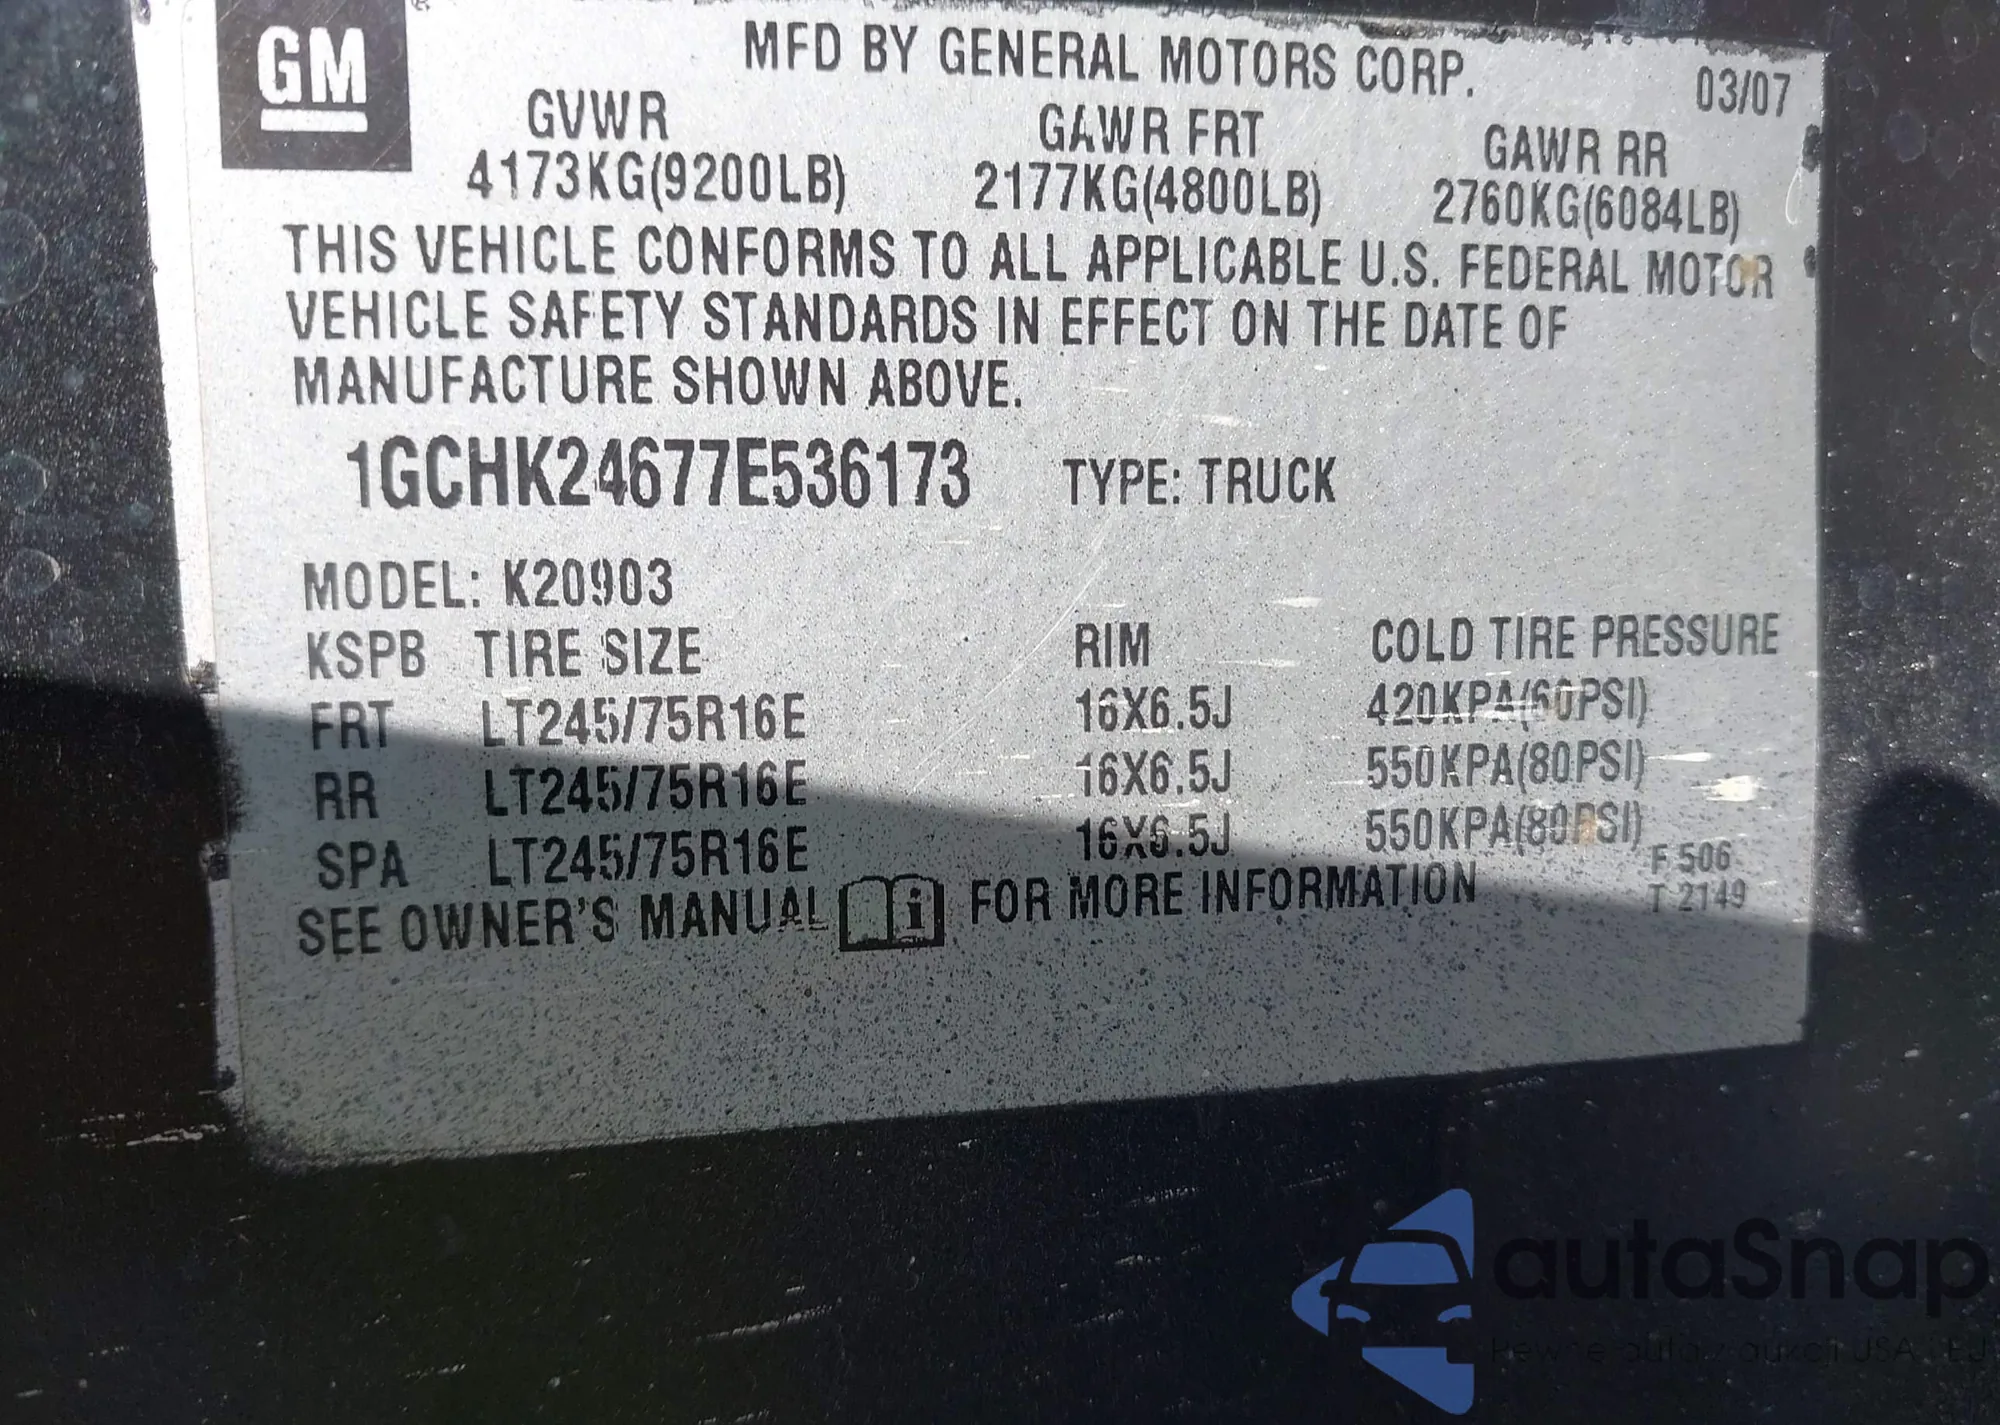 GM
MFD BY GENERAL MOTORS CORP.
03/07
GVWR GAWR FRT GAWR RR
4173KG(9200LB) 2177KG(4800LB) 2760KG(6084LB)
THIS VEHICLE CONFORMS TO ALL APPLICABLE U.S. FEDERAL MOTOR
VEHICLE SAFETY STANDARDS IN EFFECT ON THE DATE OF
MANUFACTURE SHOWN ABOVE.
1GCHK24677E536173 TYPE: TRUCK
MODEL: K20903
KSPB TIRE SIZE RIM COLD TIRE PRESSURE
FRT LT245/75R16E 16X6.5J 420KPA(60PSI)
RR LT245/75R16E 16X6.5J 550KPA(80PSI)
SPA LT245/75R16E 16X6.5J 550KPA(80PSI)
F 506
T 2149
SEE OWNER'S MANUAL i FOR MORE INFORMATION
autaSnap
auta z aukcji USA i EU